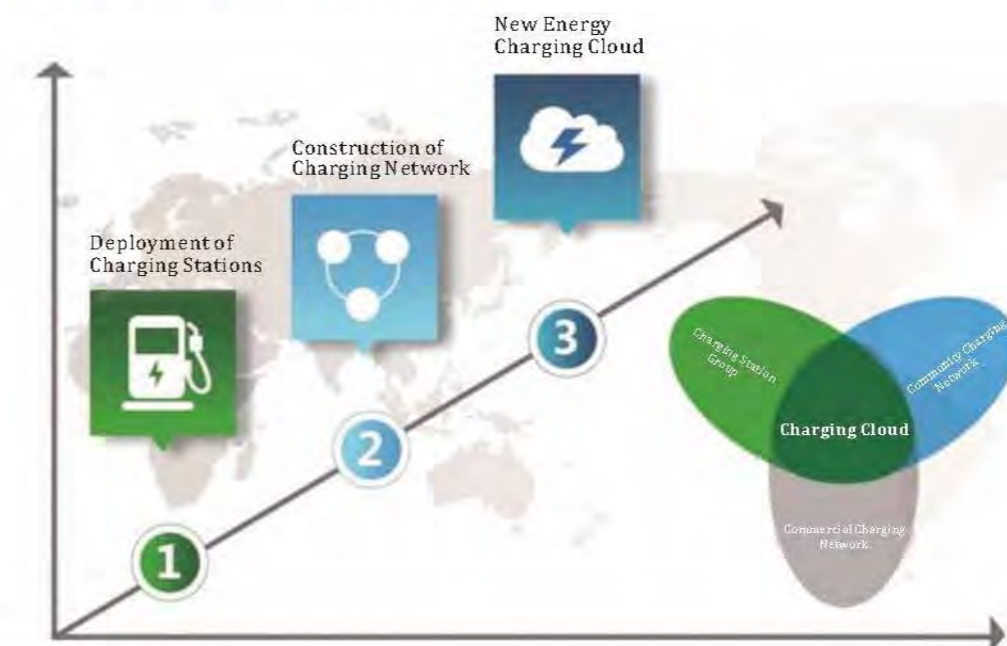 New Energy
Charging Cloud
Construction of
Charging Network
Deployment of
Charging Stations
3
2
1
Charging Station
Group
Community Charging
Network
Charging Cloud
Commercial Charging
Network